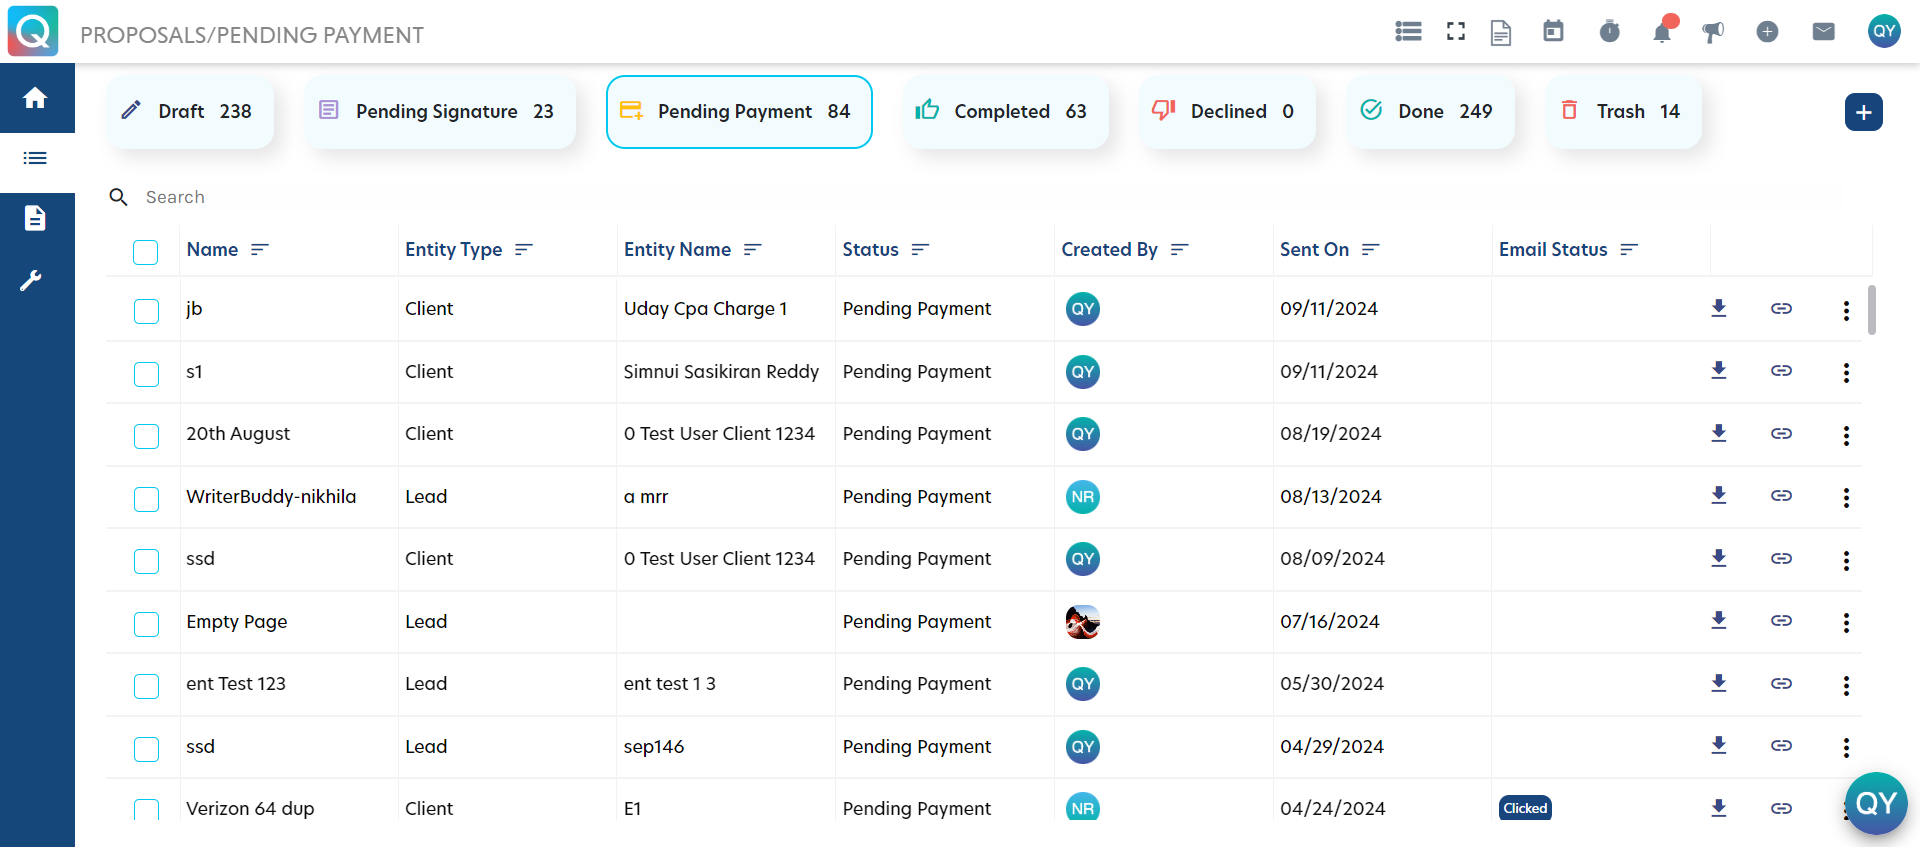 Q PROPOSALS/PENDING PAYMENT QY
Draft 238 Pending Signature 23 Pending Payment 84 Completed 63 Declined 0 Done 249 Trash 14
Search
Name Entity Type Entity Name Status Created By Sent On Email Status
jb Client Uday Cpa Charge 1 Pending Payment QY 09/11/2024
s1 Client Simnui Sasikiran Reddy Pending Payment QY 09/11/2024
20th August Client 0 Test User Client 1234 Pending Payment QY 08/19/2024
WriterBuddy-nikhila Lead a mrr Pending Payment NR 08/13/2024
ssd Client 0 Test User Client 1234 Pending Payment QY 08/09/2024
Empty Page Lead Pending Payment 07/16/2024
ent Test 123 Lead ent test 1 3 Pending Payment QY 05/30/2024
ssd Lead sep146 Pending Payment QY 04/29/2024
Verizon 64 dup Client E1 Pending Payment NR 04/24/2024 Clicked
QY